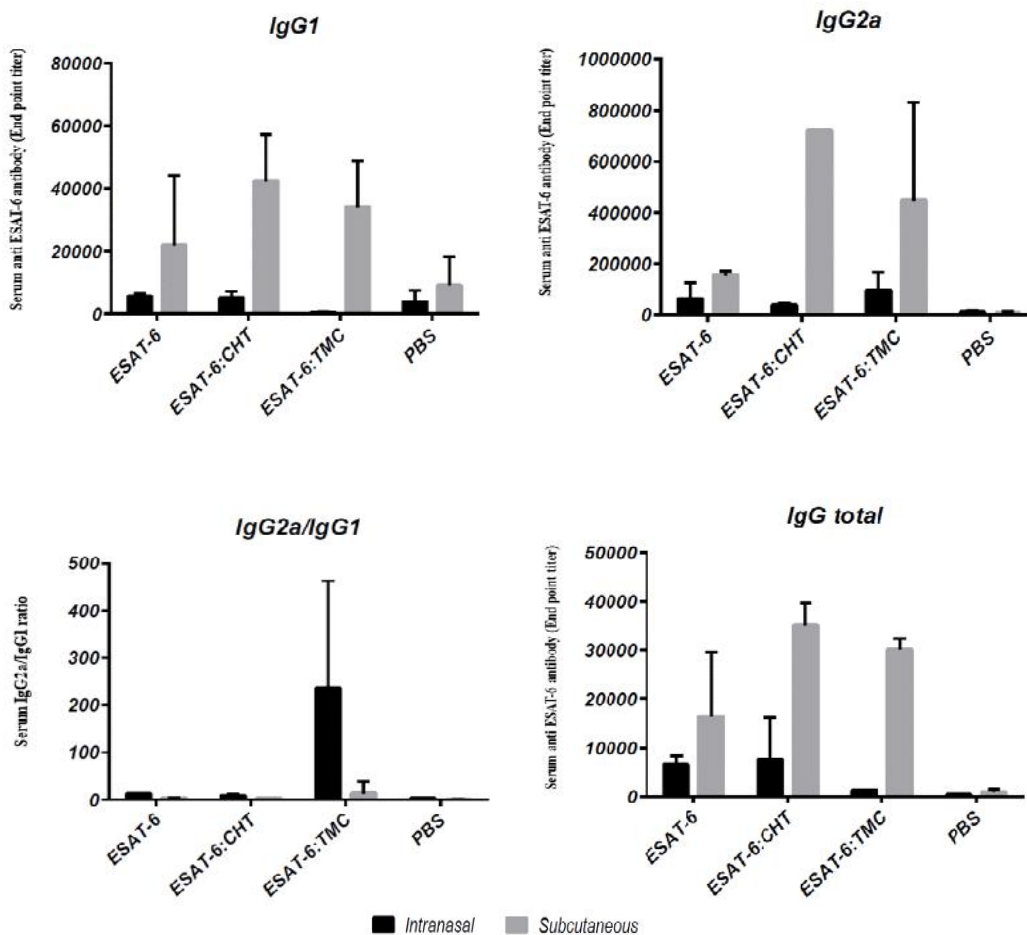 IgG1
Serum anti ESAT-6 antibody (End point titer)
80000
60000
40000
20000
0
ESAT-6
ESAT-6:CHT
ESAT-6:TMC
PBS
IgG2a
Serum anti ESAT-6 antibody (End point titer)
1000000
800000
600000
400000
200000
0
ESAT-6
ESAT-6:CHT
ESAT-6:TMC
PBS
IgG2a/IgG1
Serum IgG2a/IgG1 ratio
500
400
300
200
100
0
ESAT-6
ESAT-6:CHT
ESAT-6:TMC
PBS
IgG total
Serum anti ESAT-6 antibody (End point titer)
50000
40000
30000
20000
10000
0
ESAT-6
ESAT-6:CHT
ESAT-6:TMC
PBS
Intranasal
Subcutaneous